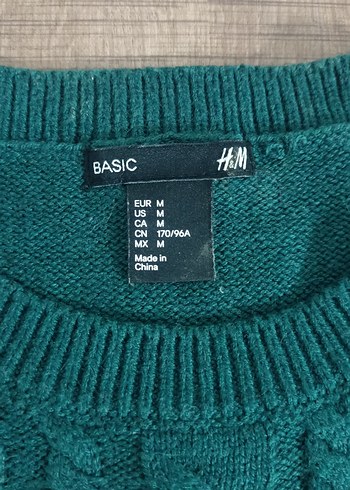 BASIC H&M
EUR M
US M
CA M
CN 170/96A
MX M
Made in
China